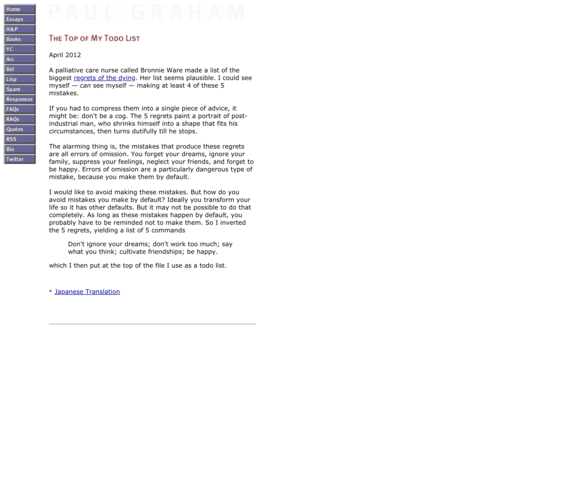 PAUL GRAHAM
Home
Essays
H&P
Books
YC
Arc
Bel
Lisp
Spam
Responses
FAQs
RAQs
Quotes
RSS
Bio
Twitter
The Top of My Todo List
April 2012
A palliative care nurse called Bronnie Ware made a list of the
biggest regrets of the dying. Her list seems plausible. I could see
myself — can see myself — making at least 4 of these 5
mistakes.
If you had to compress them into a single piece of advice, it
might be: don't be a cog. The 5 regrets paint a portrait of post-
industrial man, who shrinks himself into a shape that fits his
circumstances, then turns dutifully till he stops.
The alarming thing is, the mistakes that produce these regrets
are all errors of omission. You forget your dreams, ignore your
family, suppress your feelings, neglect your friends, and forget to
be happy. Errors of omission are a particularly dangerous type of
mistake, because you make them by default.
I would like to avoid making these mistakes. But how do you
avoid mistakes you make by default? Ideally you transform your
life so it has other defaults. But it may not be possible to do that
completely. As long as these mistakes happen by default, you
probably have to be reminded not to make them. So I inverted
the 5 regrets, yielding a list of 5 commands
Don't ignore your dreams; don't work too much; say
what you think; cultivate friendships; be happy.
which I then put at the top of the file I use as a todo list.
Japanese Translation